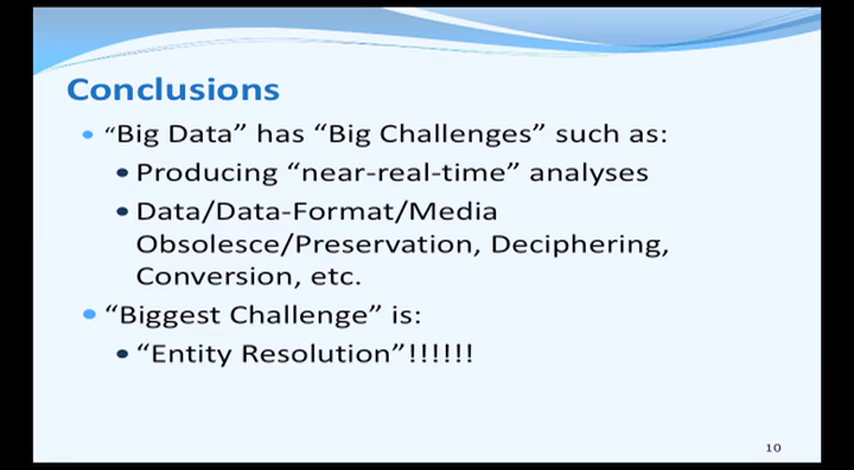 Conclusions
• “Big Data” has “Big Challenges” such as:
• Producing “near-real-time” analyses
• Data/Data-Format/Media
Obsolesce/Preservation, Deciphering,
Conversion, etc.
• “Biggest Challenge” is:
• “Entity Resolution”!!!!!!
10